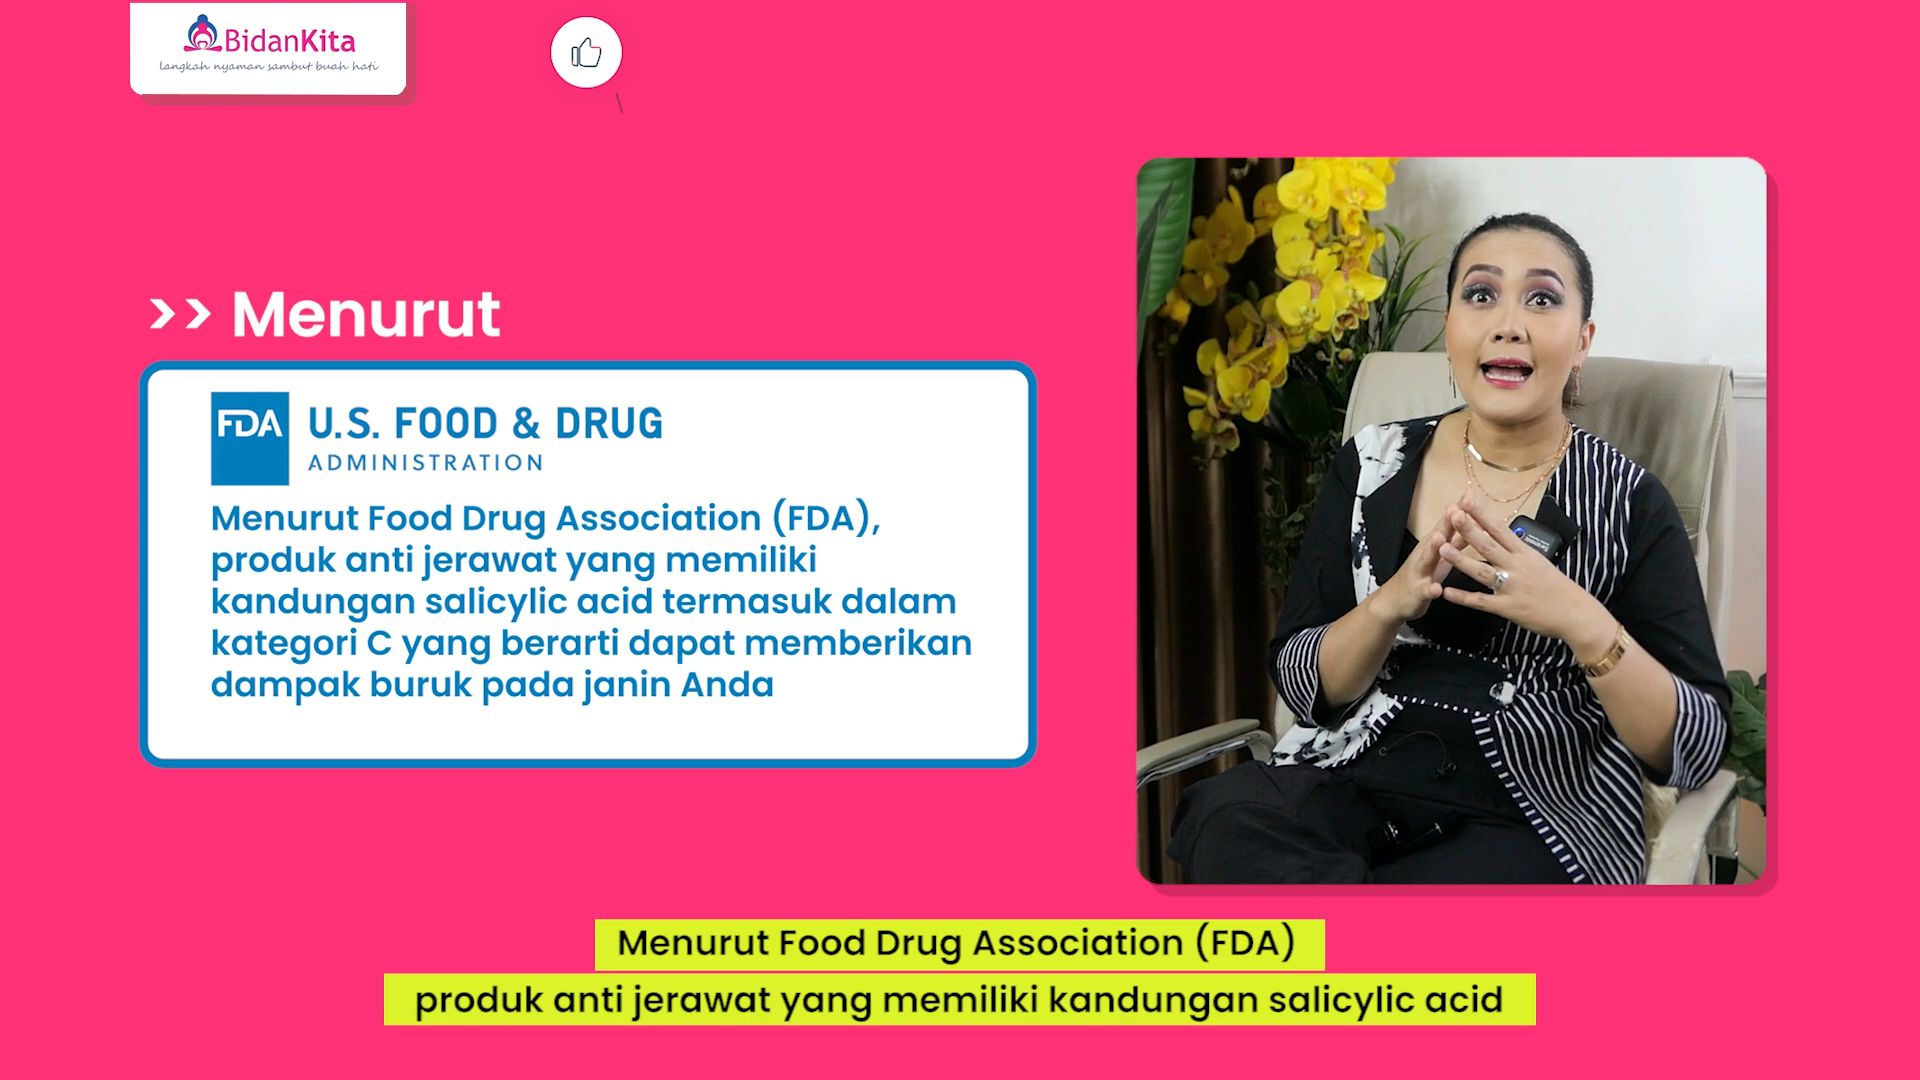 BidanKita
langkah nyaman sambut buah hati
>> Menurut
FDA
U.S. FOOD & DRUG
ADMINISTRATION
Menurut Food Drug Association (FDA),
produk anti jerawat yang memiliki
kandungan salicylic acid termasuk dalam
kategori C yang berarti dapat memberikan
dampak buruk pada janin Anda
Menurut Food Drug Association (FDA)
produk anti jerawat yang memiliki kandungan salicylic acid